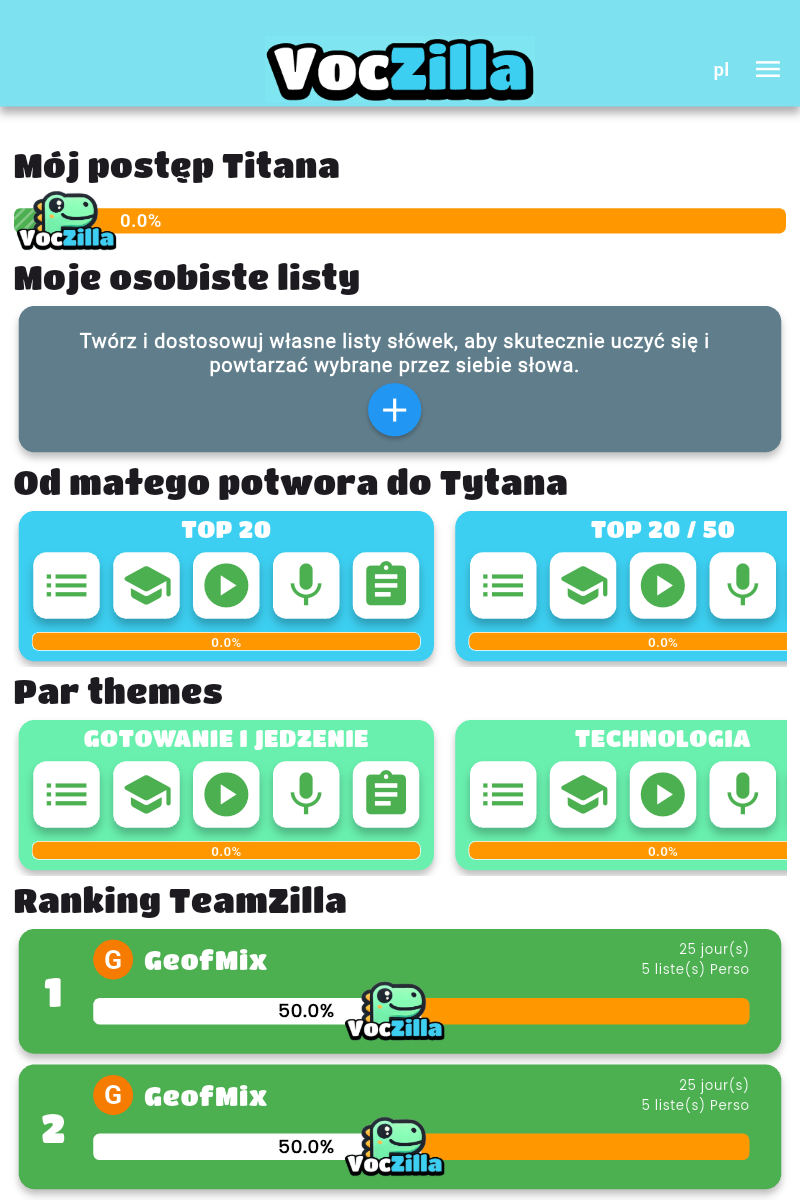 VocZilla
pl
Mój postęp Titana
0.0%
VocZilla
Moje osobiste listy
Twórz i dostosowuj własne listy słówek, aby skutecznie uczyć się i
powtarzać wybrane przez siebie słowa.
Od małego potwora do Tytana
TOP 20
TOP 20 / 50
0.0%
0.0%
Par themes
GOTOWANIE I JEDZENIE
TECHNOLOGIA
0.0%
0.0%
Ranking TeamZilla
1
G
GeofMix
25 jour(s)
5 liste(s) Perso
50.0%
VocZilla
2
G
GeofMix
25 jour(s)
5 liste(s) Perso
50.0%
VocZilla